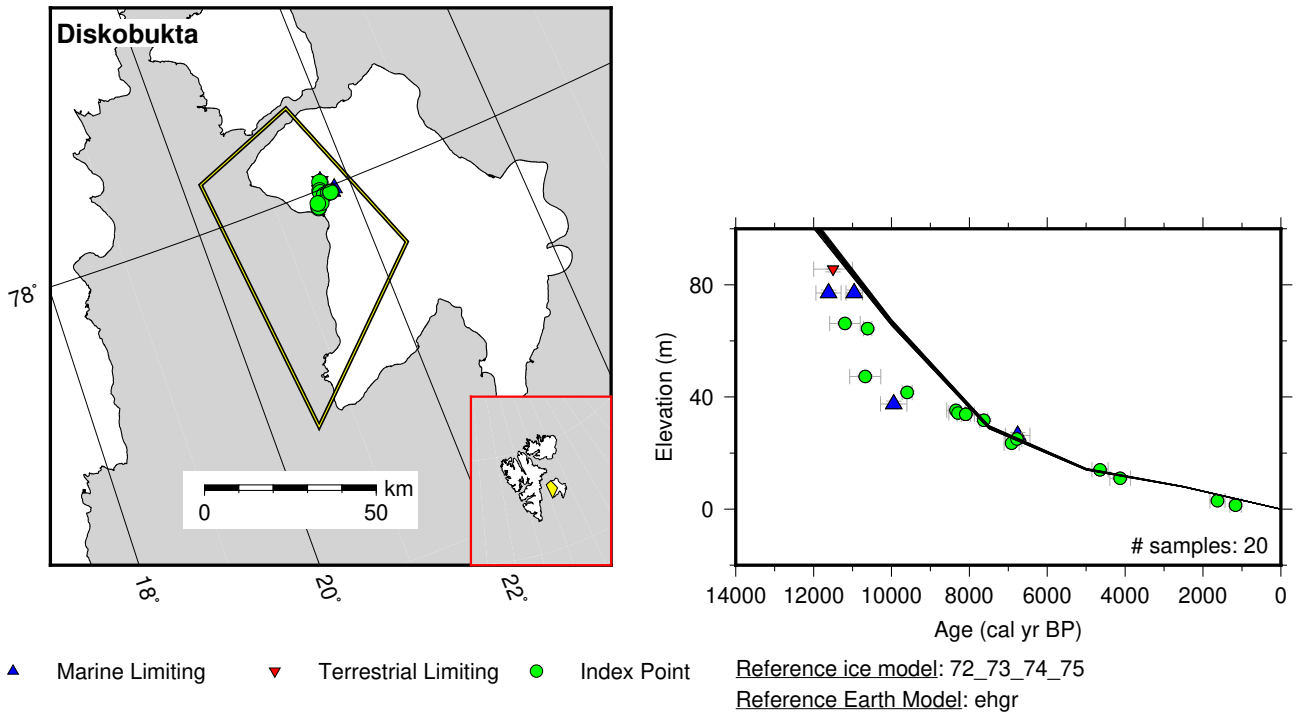 Diskobukta
78°
18°
20°
22°
km
0 50
80
40
0
Elevation (m)
# samples: 20
14000 12000 10000 8000 6000 4000 2000 0
Age (cal yr BP)
Marine Limiting Terrestrial Limiting Index Point
Reference ice model: 72_73_74_75
Reference Earth Model: ehgr